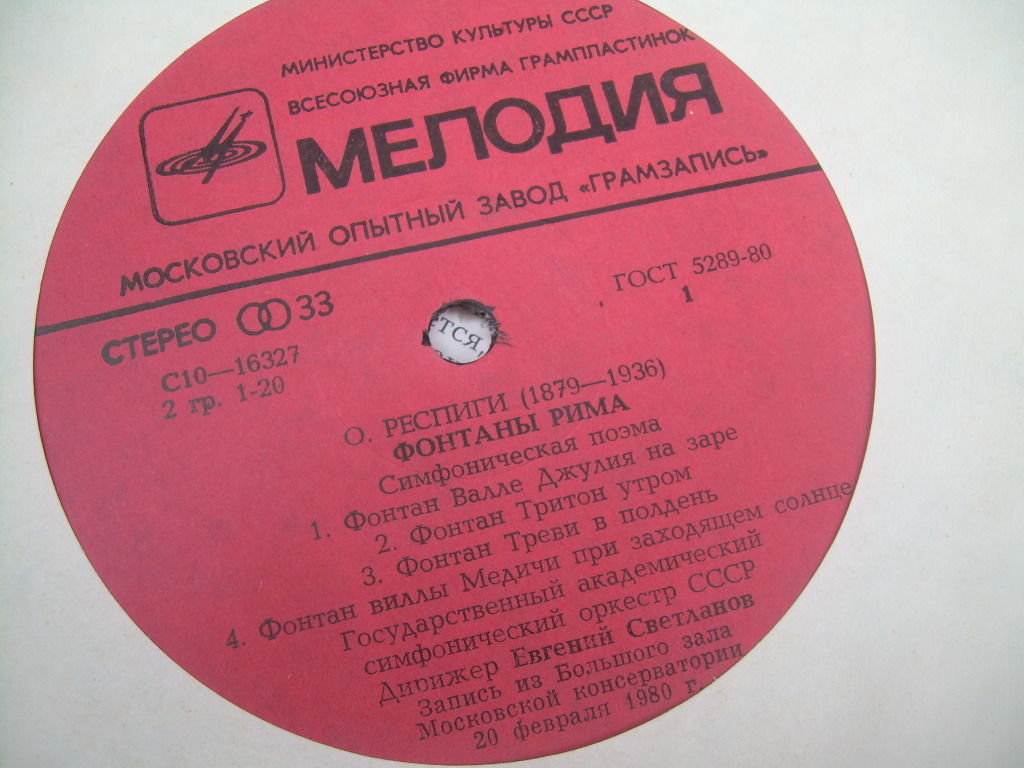 МИНИСТЕРСТВО КУЛЬТУРЫ СССР
ВСЕСОЮЗНАЯ ФИРМА ГРАМПЛАСТИНОК
МЕЛОДИЯ
МОСКОВСКИЙ ОПЫТНЫЙ ЗАВОД «ГРАМЗАПИСЬ»
СТЕРЕО 33
ГОСТ 5289-80
С10—16327
1
2 гр. 1-20
ТСЯ,
О. РЕСПИГИ (1879—1936)
ФОНТАНЫ РИМА
Симфоническая поэма
1. Фонтан Валле Джулия на заре
2. Фонтан Тритон утром
3. Фонтан Треви в полдень
4. Фонтан виллы Медичи при заходящем солнце
Государственный академический
симфонический оркестр СССР
Дирижер Евгений Светланов
Запись из Большого зала
Московской консерватории
20 февраля 1980 г.